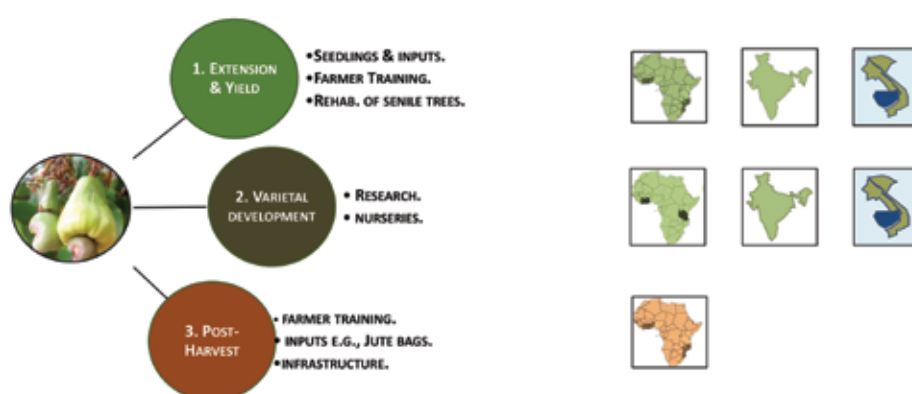 1. EXTENSION
& YIELD
•SEEDLINGS & INPUTS.
•FARMER TRAINING.
•REHAB. OF SENILE TREES.
2. VARIETAL
DEVELOPMENT
• RESEARCH.
• NURSERIES.
3. POST-
HARVEST
• FARMER TRAINING.
• INPUTS E.G., JUTE BAGS.
•INFRASTRUCTURE.